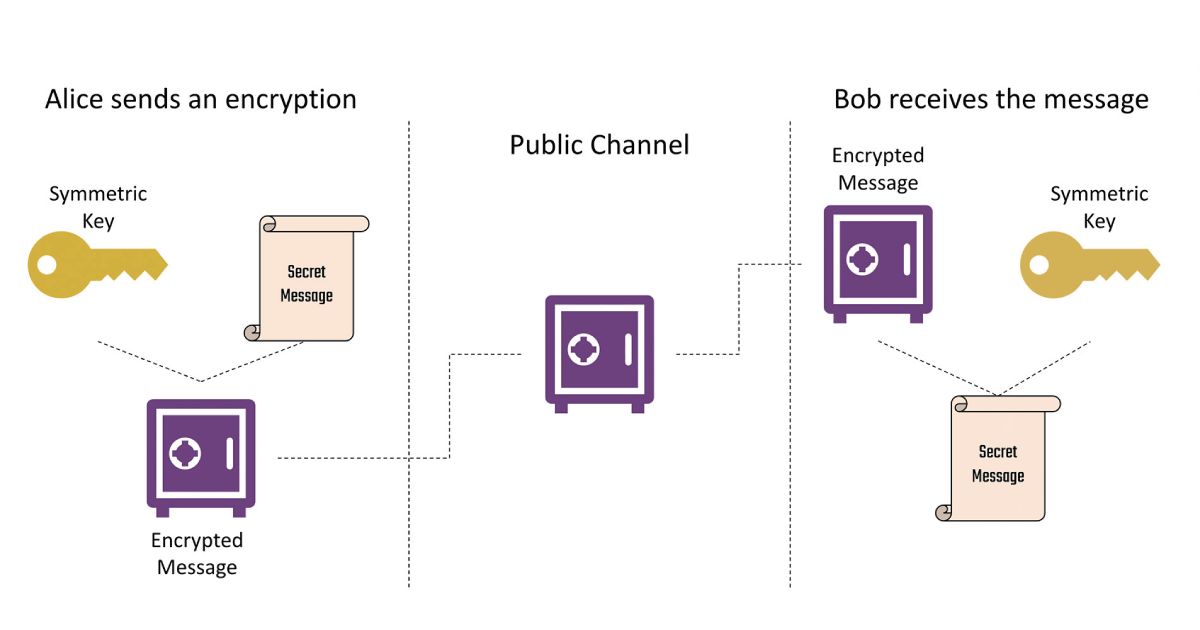 Alice sends an encryption
Symmetric
Key
Secret
Message
Encrypted
Message
Public Channel
Bob receives the message
Encrypted
Message
Symmetric
Key
Secret
Message